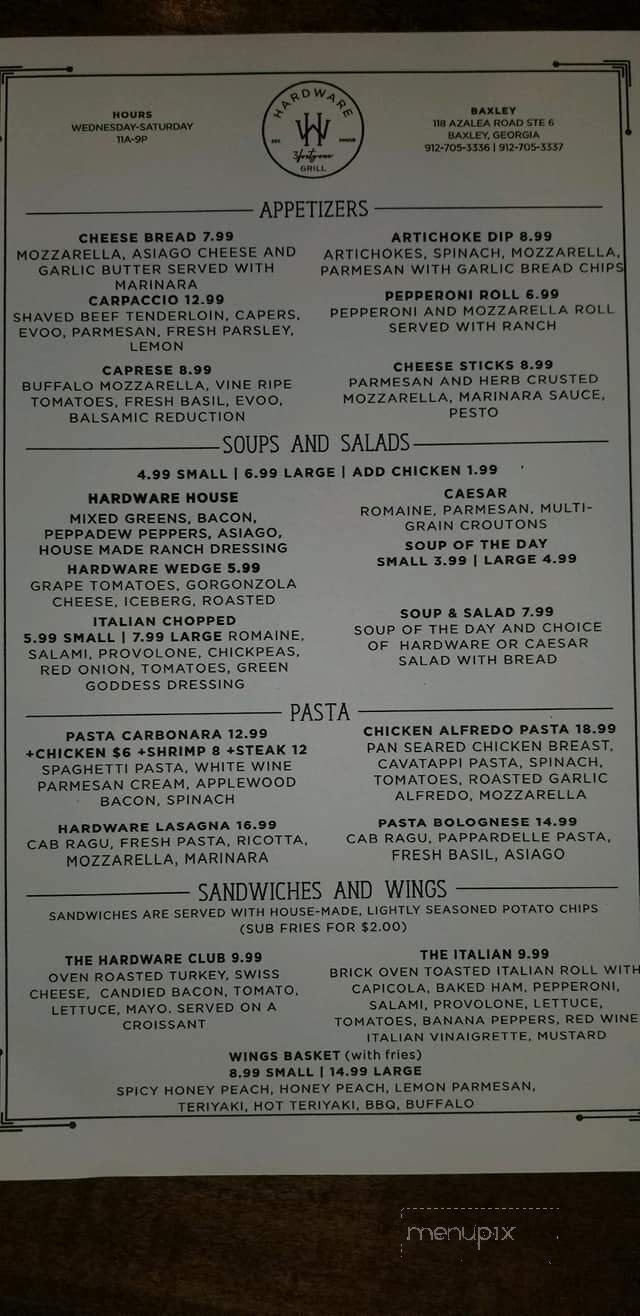 HOURS
WEDNESDAY-SATURDAY
11A-9P
HARDWARE
W
3fortyone
GRILL
BAXLEY
118 AZALEA ROAD STE 6
BAXLEY, GEORGIA
912-705-3336 | 912-705-3337
APPETIZERS
CHEESE BREAD 7.99
MOZZARELLA, ASIAGO CHEESE AND
GARLIC BUTTER SERVED WITH
MARINARA
CARPACCIO 12.99
SHAVED BEEF TENDERLOIN, CAPERS,
EVOO, PARMESAN, FRESH PARSLEY,
LEMON
CAPRESE 8.99
BUFFALO MOZZARELLA, VINE RIPE
TOMATOES, FRESH BASIL, EVOO,
BALSAMIC REDUCTION
ARTICHOKE DIP 8.99
ARTICHOKES, SPINACH, MOZZARELLA,
PARMESAN WITH GARLIC BREAD CHIPS
PEPPERONI ROLL 6.99
PEPPERONI AND MOZZARELLA ROLL
SERVED WITH RANCH
CHEESE STICKS 8.99
PARMESAN AND HERB CRUSTED
MOZZARELLA, MARINARA SAUCE,
PESTO
SOUPS AND SALADS
4.99 SMALL | 6.99 LARGE | ADD CHICKEN 1.99
HARDWARE HOUSE
MIXED GREENS, BACON,
PEPPADEW PEPPERS, ASIAGO,
HOUSE MADE RANCH DRESSING
HARDWARE WEDGE 5.99
GRAPE TOMATOES, GORGONZOLA
CHEESE, ICEBERG, ROASTED
ITALIAN CHOPPED
5.99 SMALL | 7.99 LARGE ROMAINE,
SALAMI, PROVOLONE, CHICKPEAS,
RED ONION, TOMATOES, GREEN
GODDESS DRESSING
CAESAR
ROMAINE, PARMESAN, MULTI-
GRAIN CROUTONS
SOUP OF THE DAY
SMALL 3.99 | LARGE 4.99
SOUP & SALAD 7.99
SOUP OF THE DAY AND CHOICE
OF HARDWARE OR CAESAR
SALAD WITH BREAD
PASTA
PASTA CARBONARA 12.99
+CHICKEN $6 +SHRIMP 8 +STEAK 12
SPAGHETTI PASTA, WHITE WINE
PARMESAN CREAM, APPLEWOOD
BACON, SPINACH
HARDWARE LASAGNA 16.99
CAB RAGU, FRESH PASTA, RICOTTA,
MOZZARELLA, MARINARA
CHICKEN ALFREDO PASTA 18.99
PAN SEARED CHICKEN BREAST,
CAVATAPPI PASTA, SPINACH,
TOMATOES, ROASTED GARLIC
ALFREDO, MOZZARELLA
PASTA BOLOGNESE 14.99
CAB RAGU, PAPPARDELLE PASTA,
FRESH BASIL, ASIAGO
SANDWICHES AND WINGS
SANDWICHES ARE SERVED WITH HOUSE-MADE, LIGHTLY SEASONED POTATO CHIPS
(SUB FRIES FOR $2.00)
THE HARDWARE CLUB 9.99
OVEN ROASTED TURKEY, SWISS
CHEESE, CANDIED BACON, TOMATO,
LETTUCE, MAYO. SERVED ON A
CROISSANT
THE ITALIAN 9.99
BRICK OVEN TOASTED ITALIAN ROLL WITH
CAPICOLA, BAKED HAM, PEPPERONI,
SALAMI, PROVOLONE, LETTUCE,
TOMATOES, BANANA PEPPERS, RED WINE
ITALIAN VINAIGRETTE, MUSTARD
WINGS BASKET (with fries)
8.99 SMALL | 14.99 LARGE
SPICY HONEY PEACH, HONEY PEACH, LEMON PARMESAN,
TERIYAKI, HOT TERIYAKI, BBQ, BUFFALO
menupix